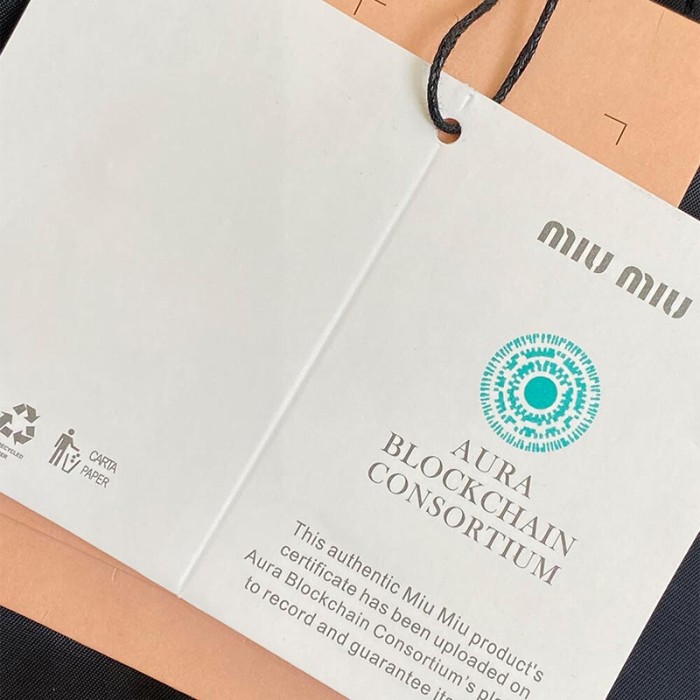 RECYCLED
CARTA
PAPER
MIU MIU
AURA
BLOCKCHAIN
CONSORTIUM
This authentic Miu Miu product's
certificate has been uploaded on
Aura Blockchain Consortium's
to record and guarantee